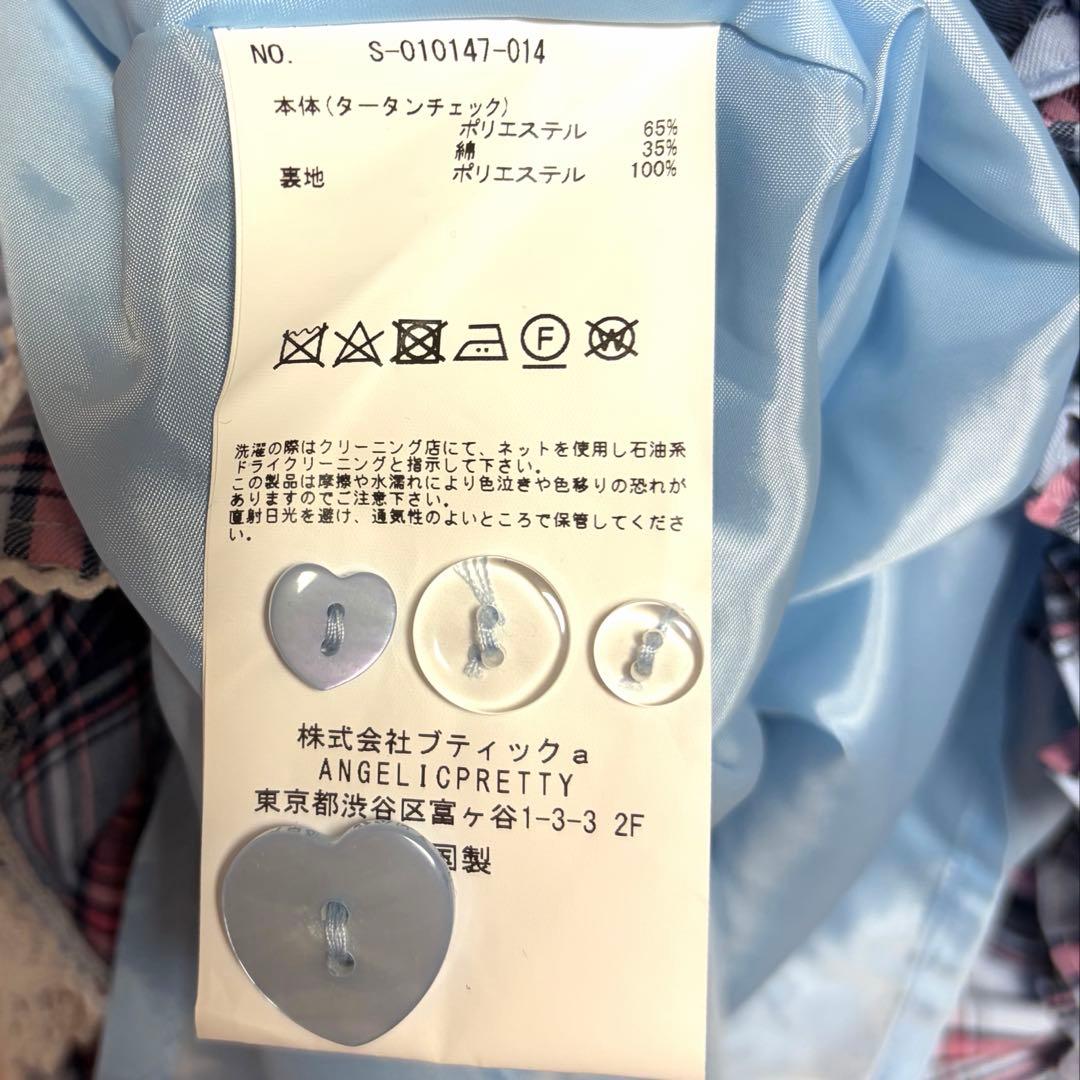 NO. S-010147-014
本体(タータンチェック)
ポリエステル 65%
綿 35%
裏地 ポリエステル 100%
F
W
洗濯の際はクリーニング店にて、ネットを使用し石油系
ドライクリーニングと指示して下さい。
この製品は摩擦や水濡れにより色泣きや色移りの恐れが
ありますのでご注意下さい。
直射日光を避け、通気性のよいところで保管してくださ
い。
株式会社ブティックa
ANGELICPRETTY
東京都渋谷区富ヶ谷1-3-3 2F
国製